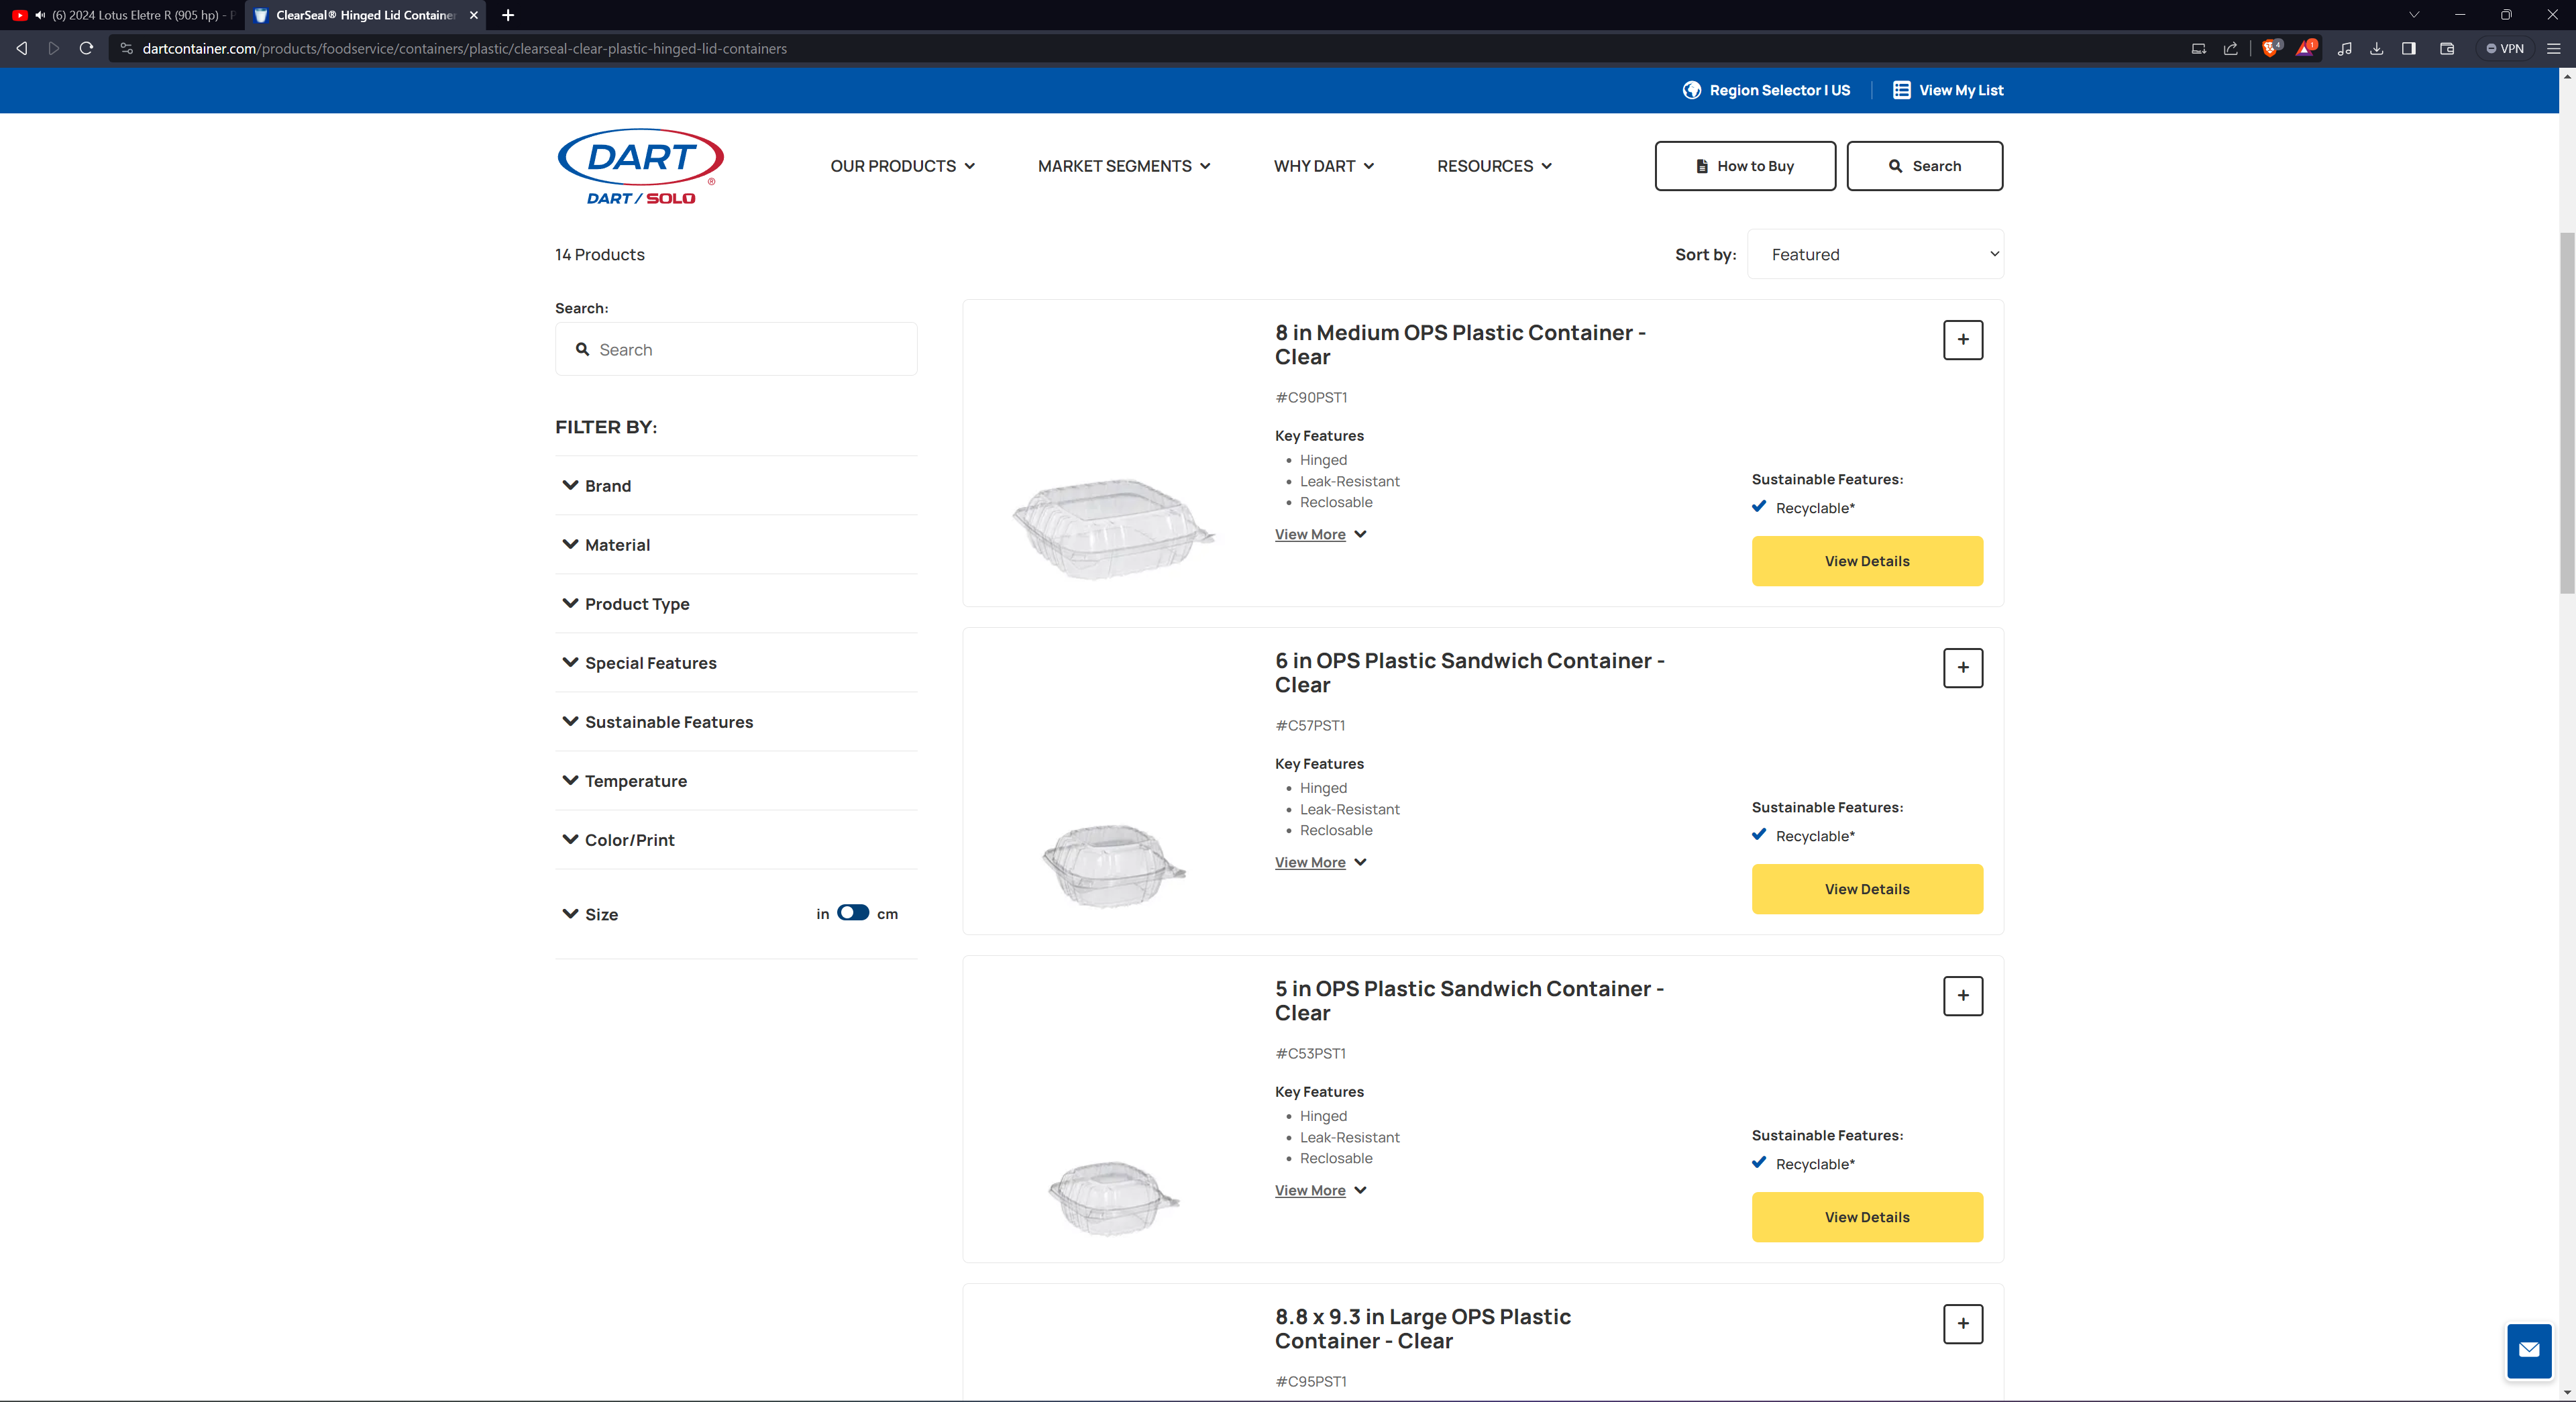 (6) 2024 Lotus Eletre R (905 hp) -
ClearSeal® Hinged Lid Container
dartcontainer.com/products/foodservice/containers/plastic/clearseal-clear-plastic-hinged-lid-containers
4
1
VPN
Region Selector I US
View My List
DART
®
DART / SOLO
OUR PRODUCTS
MARKET SEGMENTS
WHY DART
RESOURCES
How to Buy
Search
14 Products
Sort by:
Featured
Search:
Search
FILTER BY:
Brand
Material
Product Type
Special Features
Sustainable Features
Temperature
Color/Print
Size
in cm
8 in Medium OPS Plastic Container -
Clear
+
#C90PST1
Key Features
• Hinged
• Leak-Resistant
• Reclosable
View More
Sustainable Features:
Recyclable*
View Details
6 in OPS Plastic Sandwich Container -
Clear
+
#C57PST1
Key Features
• Hinged
• Leak-Resistant
• Reclosable
View More
Sustainable Features:
Recyclable*
View Details
5 in OPS Plastic Sandwich Container -
Clear
+
#C53PST1
Key Features
• Hinged
• Leak-Resistant
• Reclosable
View More
Sustainable Features:
Recyclable*
View Details
8.8 x 9.3 in Large OPS Plastic
Container - Clear
+
#C95PST1